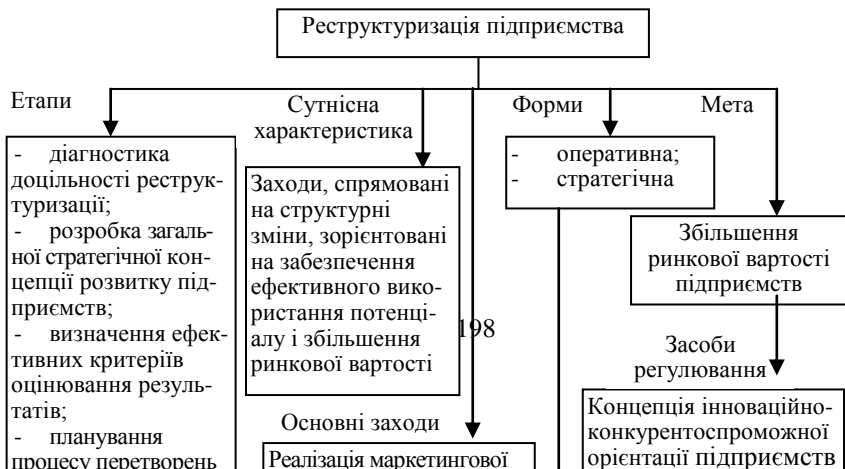 Реструктуризація підприємства
Етапи
Сутнісна
характеристика
Форми
Мета
- діагностика
доцільності реструк-
туризації;
- розробка загаль-
ної стратегічної кон-
цепції розвитку під-
приємств;
- визначення ефек-
тивних критеріїв
оцінювання резуль-
татів;
- планування
процесу перетворень
Заходи, спрямовані
на структурні
зміни, зорієнтовані
на забезпечення
ефективного вико-
ристання потенці-
алу і збільшення
ринкової вартості
198
- оперативна;
- стратегічна
Збільшення
ринкової вартості
підприємств
Засоби
регулювання
Основні заходи
Реалізація маркетингової
Концепція інноваційно-
конкурентоспроможної
орієнтації підприємств